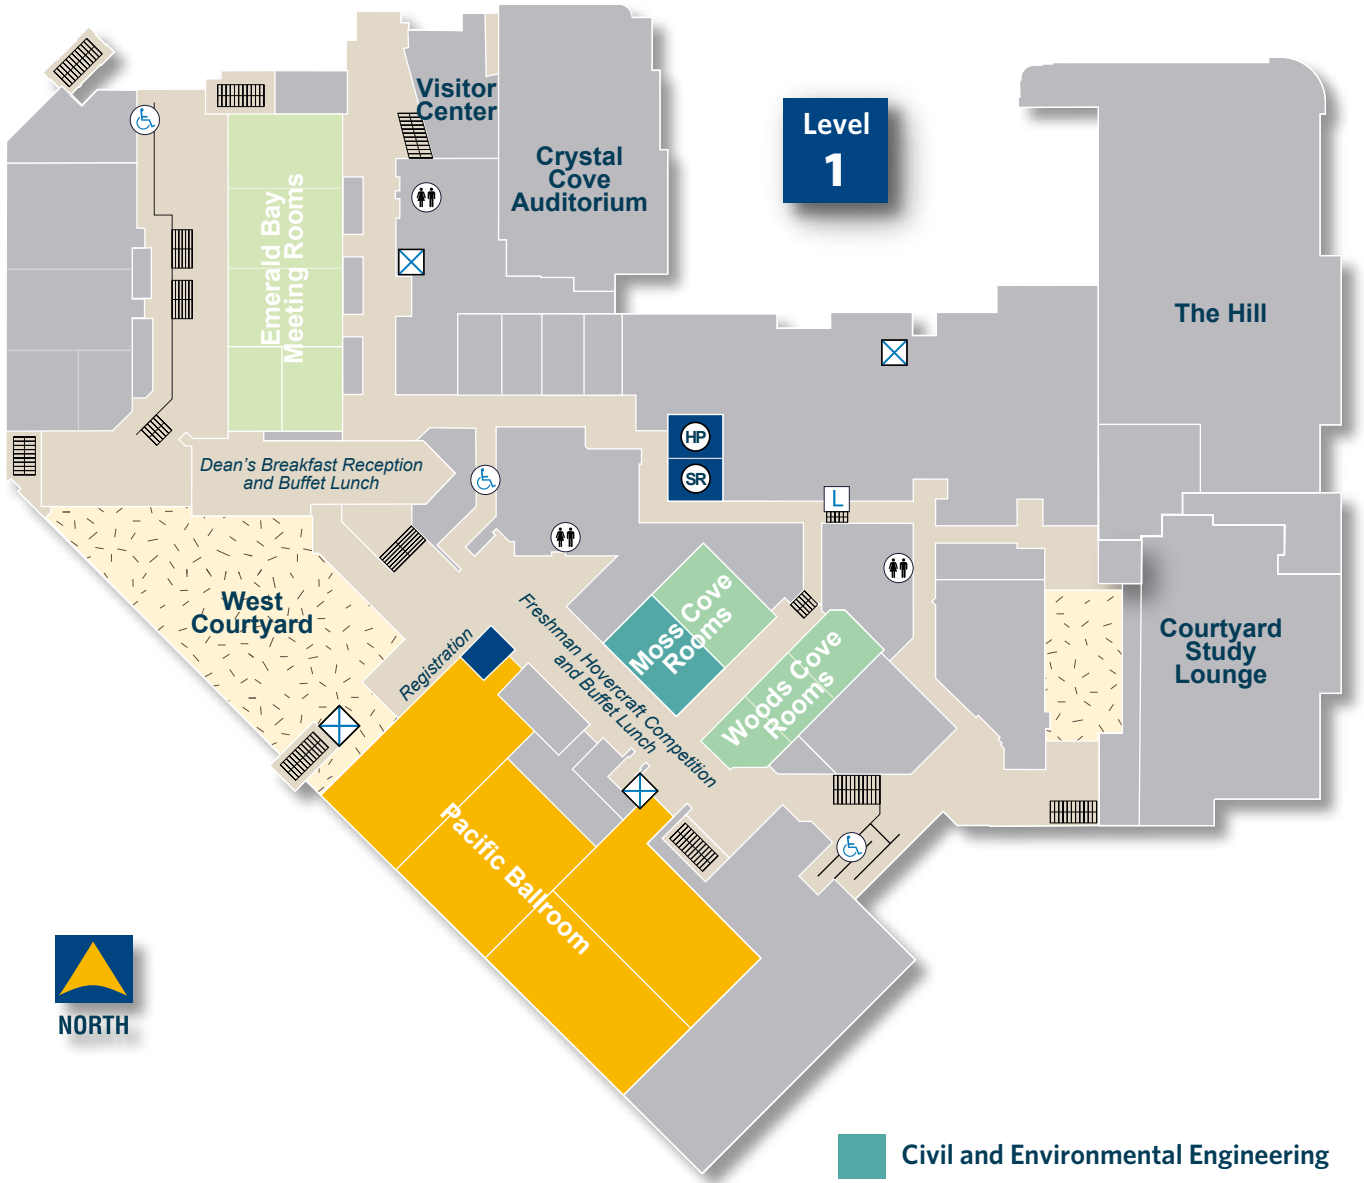 Visitor
Center
Crystal
Cove
Auditorium
Level
1
Emerald Bay
Meeting Rooms
The Hill
HP
SR
Dean's Breakfast Reception
and Buffet Lunch
L
West
Courtyard
Registration
Freshman Hovercraft Competition
and Buffet Lunch
Moss Cove
Rooms
Woods Cove
Rooms
Courtyard
Study
Lounge
Pacific Ballroom
NORTH
Civil and Environmental Engineering